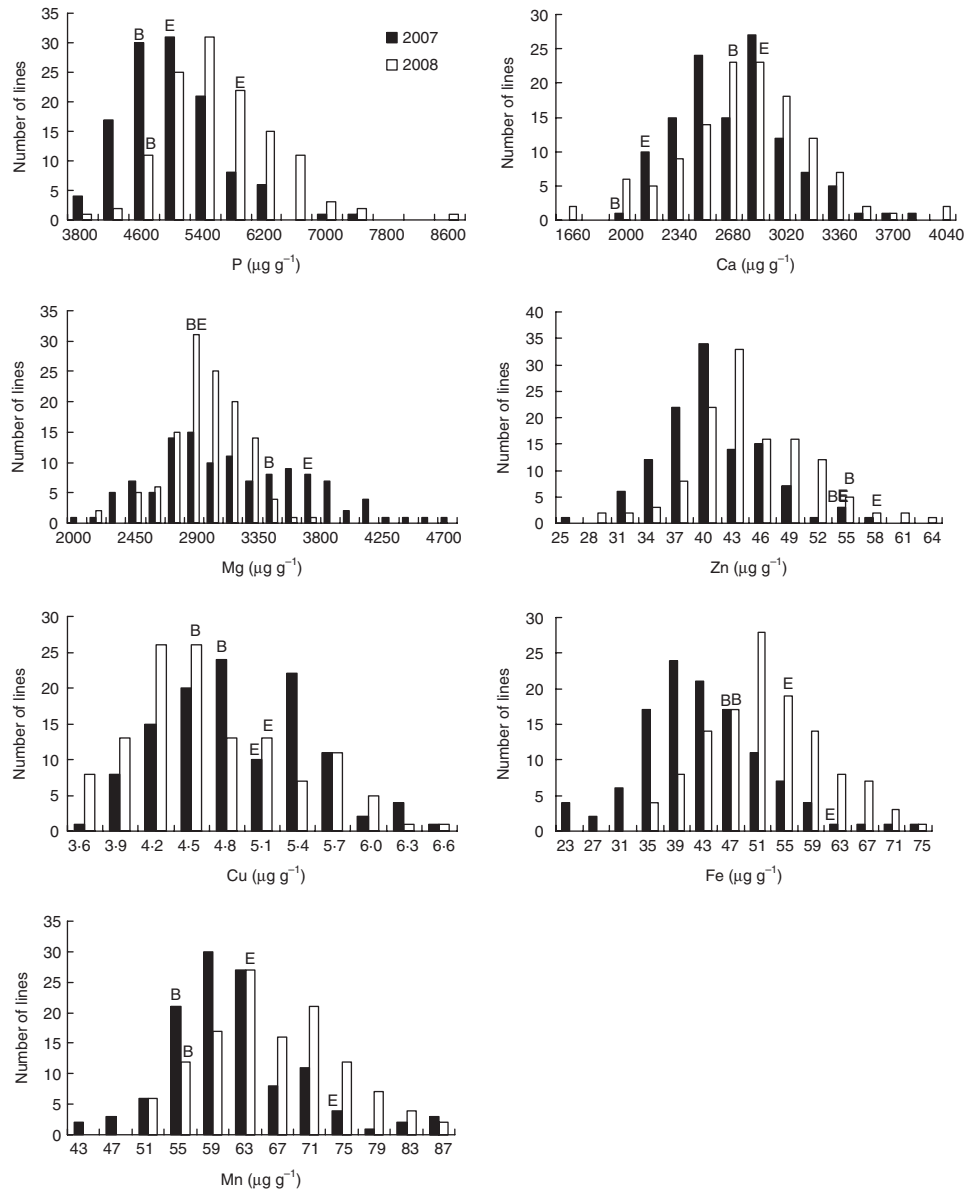 35
30
25
20
15
10
5
0
Number of lines
B
E
B
E
2007
2008
3800 4600 5400 6200 7000 7800 8600
P (µg g⁻¹)
30
25
20
15
10
5
0
Number of lines
B
E
B
E
1660 2000 2340 2680 3020 3360 3700 4040
Ca (µg g⁻¹)
35
30
25
20
15
10
5
0
Number of lines
BE
B
E
2000 2450 2900 3350 3800 4250 4700
Mg (µg g⁻¹)
40
35
30
25
20
15
10
5
0
Number of lines
BE
B
E
25 28 31 34 37 40 43 46 49 52 55 58 61 64
Zn (µg g⁻¹)
30
25
20
15
10
5
0
Number of lines
B
B
E
E
3·6 3·9 4·2 4·5 4·8 5·1 5·4 5·7 6·0 6·3 6·6
Cu (µg g⁻¹)
30
25
20
15
10
5
0
Number of lines
BB
E
E
23 27 31 35 39 43 47 51 55 59 63 67 71 75
Fe (µg g⁻¹)
35
30
25
20
15
10
5
0
Number of lines
B
B
E
E
43 47 51 55 59 63 67 71 75 79 83 87
Mn (µg g⁻¹)